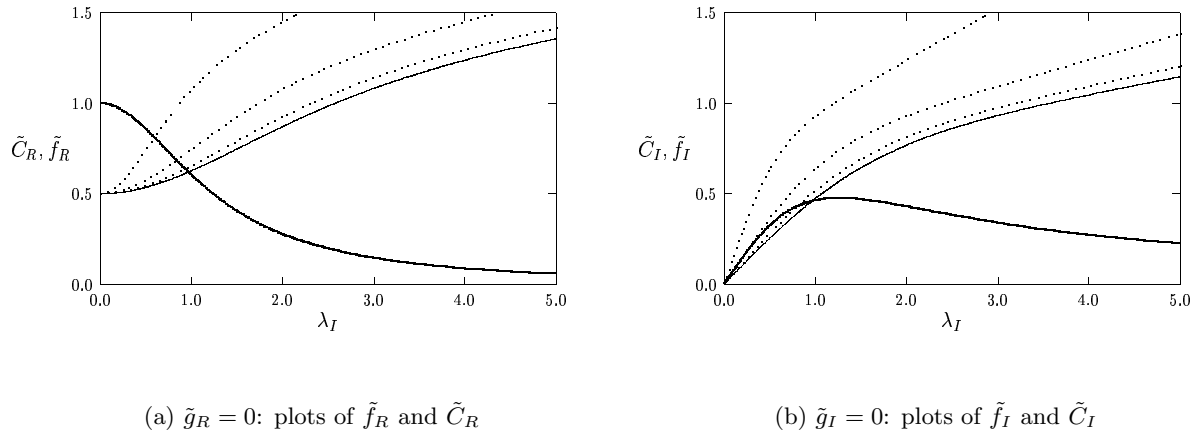 1.5
1.0
C̃_R, f̃_R
0.5
0.0
0.0 1.0 2.0 3.0 4.0 5.0
λ_I
(a) g̃_R = 0: plots of f̃_R and C̃_R
1.5
1.0
C̃_I, f̃_I
0.5
0.0
0.0 1.0 2.0 3.0 4.0 5.0
λ_I
(b) g̃_I = 0: plots of f̃_I and C̃_I